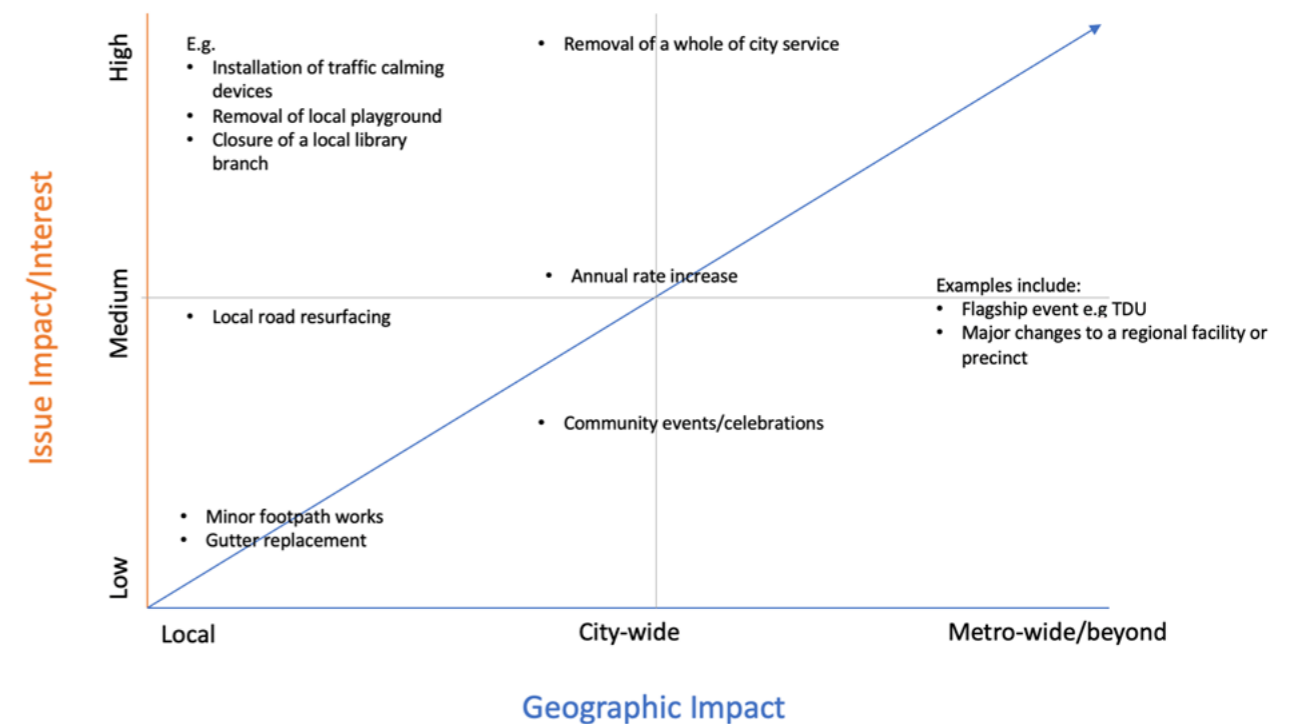 High
E.g.
• Installation of traffic calming
devices
• Removal of local playground
• Closure of a local library
branch
• Removal of a whole of city service
Issue Impact/Interest
Medium
• Annual rate increase
• Local road resurfacing
Examples include:
• Flagship event e.g TDU
• Major changes to a regional facility or
precinct
• Community events/celebrations
• Minor footpath works
• Gutter replacement
Low
Local
City-wide
Metro-wide/beyond
Geographic Impact